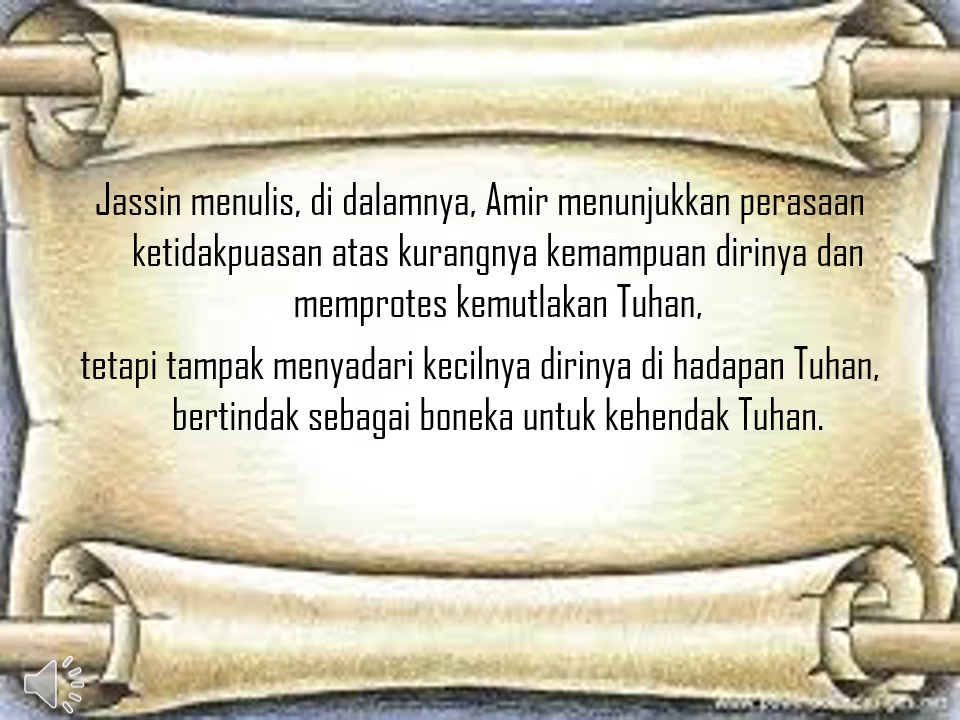 Jassin menulis, di dalamnya, Amir menunjukkan perasaan
ketidakpuasan atas kurangnya kemampuan dirinya dan
memprotes kemutlakan Tuhan,
tetapi tampak menyadari kecilnya dirinya di hadapan Tuhan,
bertindak sebagai boneka untuk kehendak Tuhan.